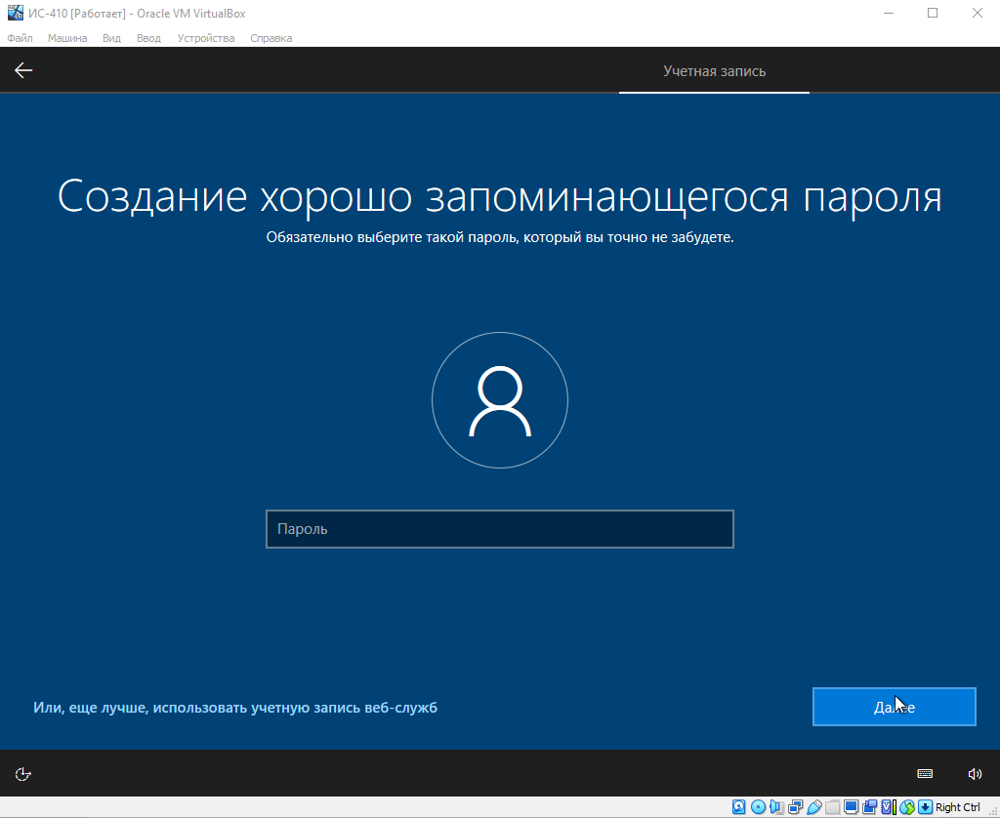 ИС-410 [Работает] - Oracle VM VirtualBox
Файл Машина Вид Ввод Устройства Справка
Учетная запись
Создание хорошо запоминающегося пароля
Обязательно выберите такой пароль, который вы точно не забудете.
Пароль
Или, еще лучше, использовать учетную запись веб-служб
Далее
Right Ctrl